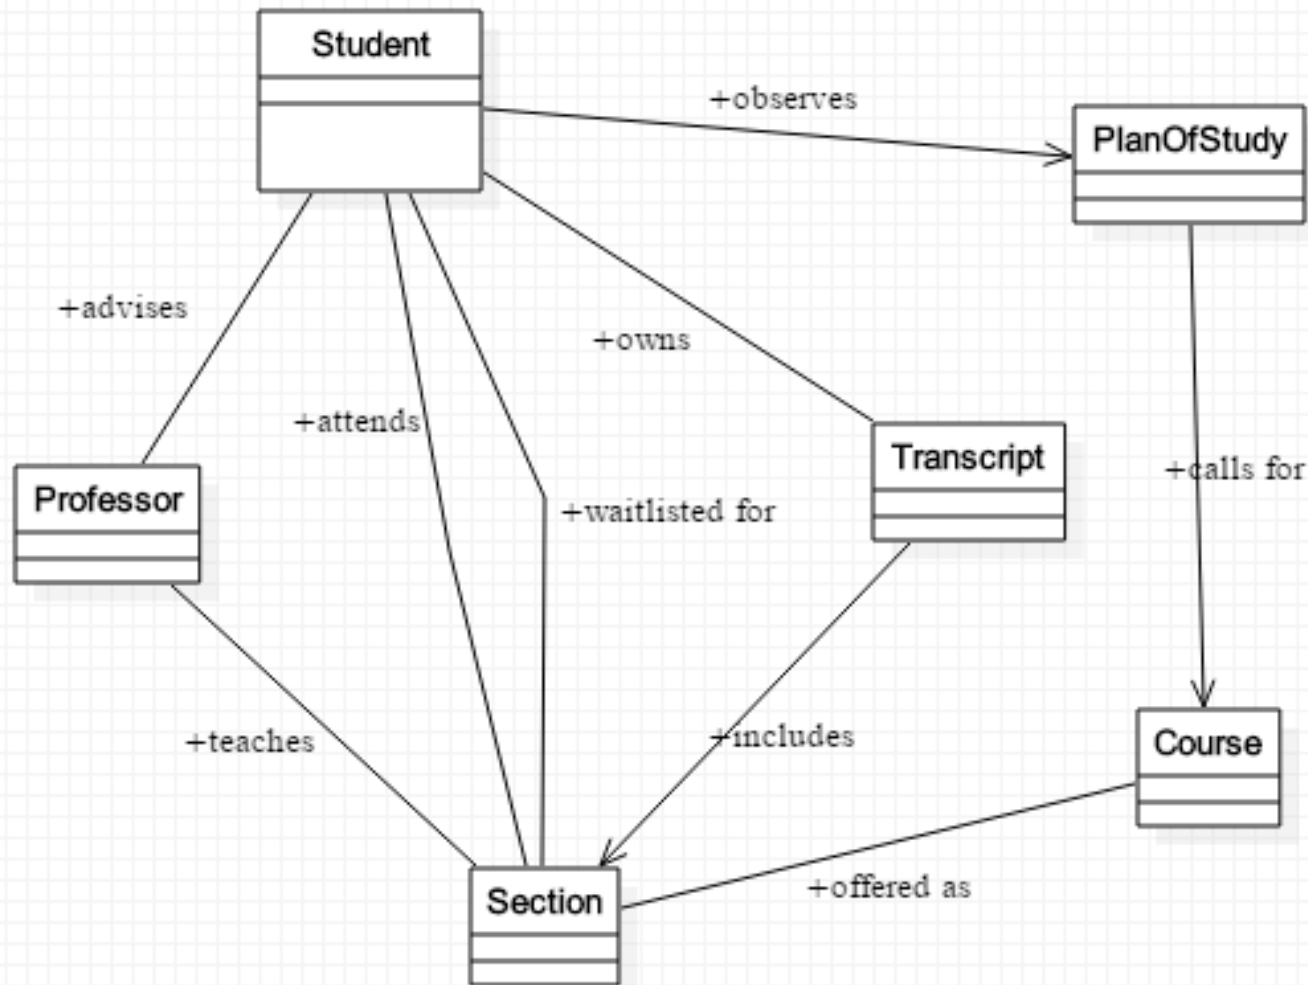 Student
+observes
PlanOfStudy
+advises
+owns
+attends
Transcript
+calls for
Professor
+waitlisted for
+teaches
+includes
Course
+offered as
Section